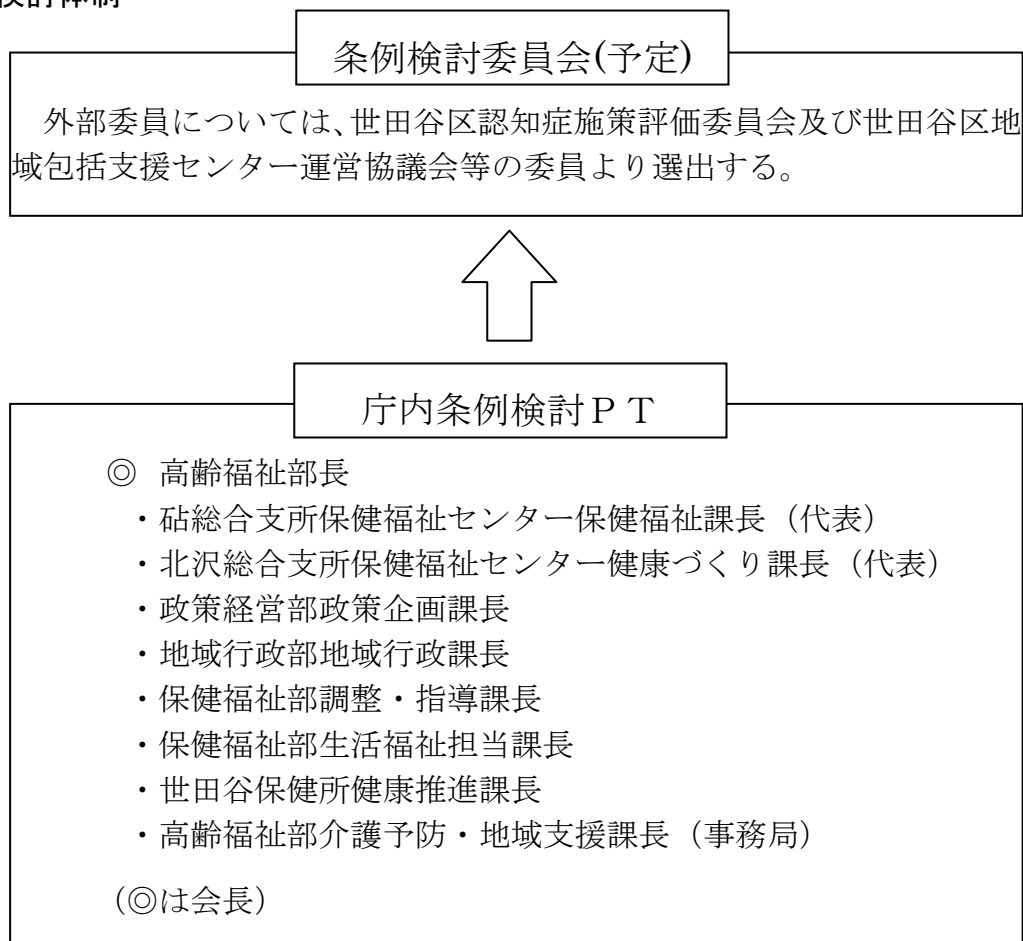 検討体制
条例検討委員会(予定)
外部委員については、世田谷区認知症施策評価委員会及び世田谷区地
域包括支援センター運営協議会等の委員より選出する。
庁内条例検討ＰＴ
◎ 高齢福祉部長
・砧総合支所保健福祉センター保健福祉課長（代表）
・北沢総合支所保健福祉センター健康づくり課長（代表）
・政策経営部政策企画課長
・地域行政部地域行政課長
・保健福祉部調整・指導課長
・保健福祉部生活福祉担当課長
・世田谷保健所健康推進課長
・高齢福祉部介護予防・地域支援課長（事務局）
（◎は会長）